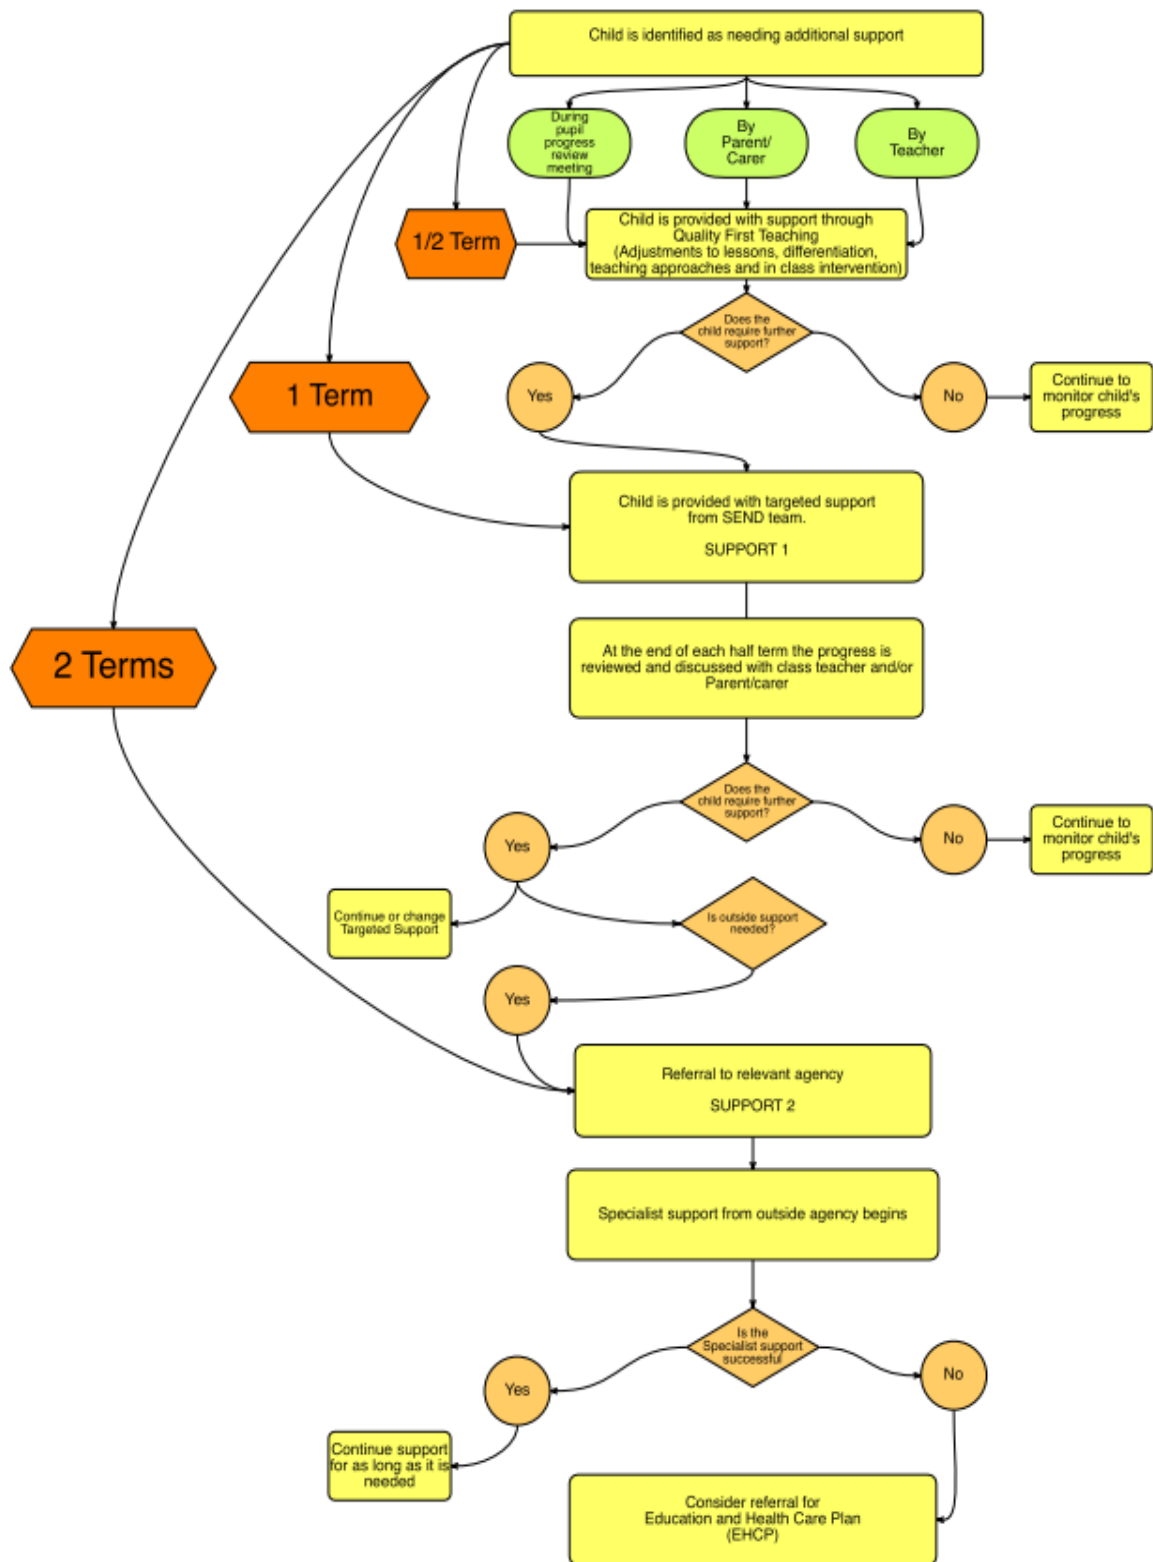 Child is identified as needing additional support
During
pupil
progress
review
meeting
By
Parent/
Carer
By
Teacher
1/2 Term
Child is provided with support through
Quality First Teaching
(Adjustments to lessons, differentiation,
teaching approaches and in class intervention)
Does the
child require further
support?
1 Term
Yes
No
Continue to
monitor child's
progress
Child is provided with targeted support
from SEND team.
SUPPORT 1
2 Terms
At the end of each half term the progress is
reviewed and discussed with class teacher and/or
Parent/carer
Does the
child require further
support?
Yes
No
Continue to
monitor child's
progress
Continue or change
Targeted Support
Is outside support
needed?
Yes
Referral to relevant agency
SUPPORT 2
Specialist support from outside agency begins
Is the
Specialist support
successful
Yes
No
Continue support
for as long as it is
needed
Consider referral for
Education and Health Care Plan
(EHCP)